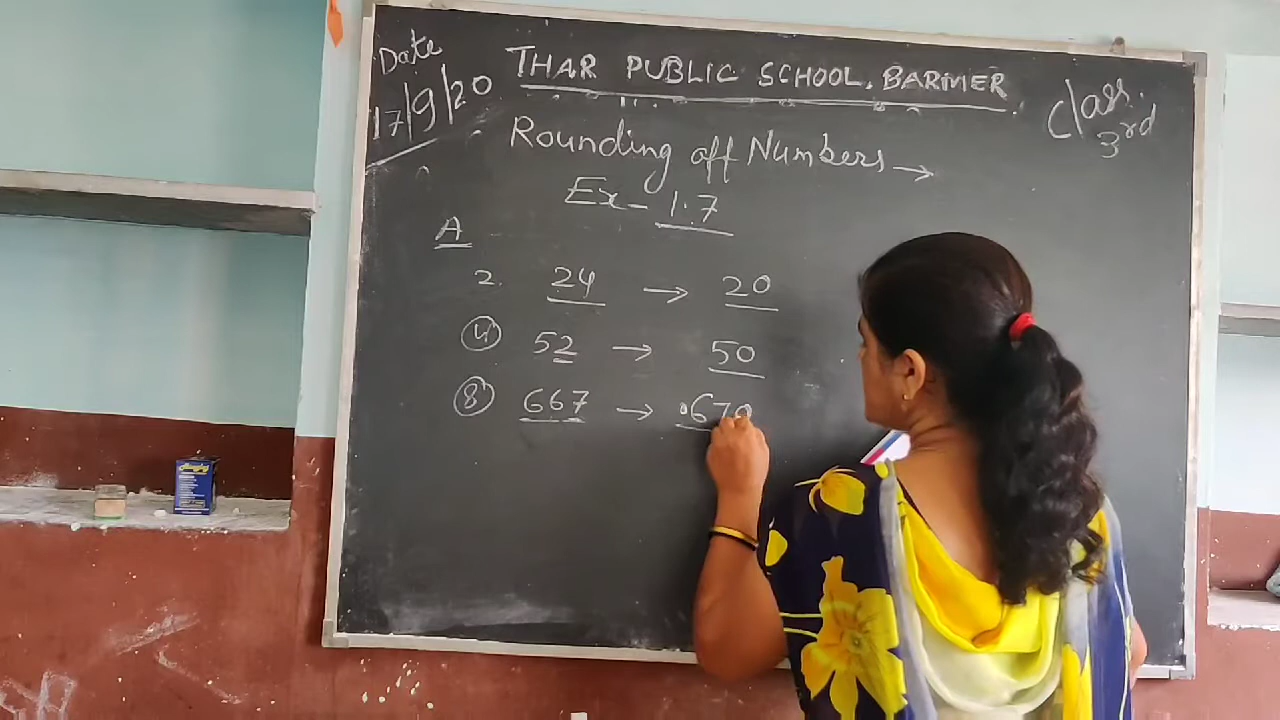 Date
17/9/20
THAR PUBLIC SCHOOL, BARMER
Class.
3rd
Rounding off Numbers →
Ex - 1.7
A
2. 24 → 20
4 52 → 50
8 667 → 670